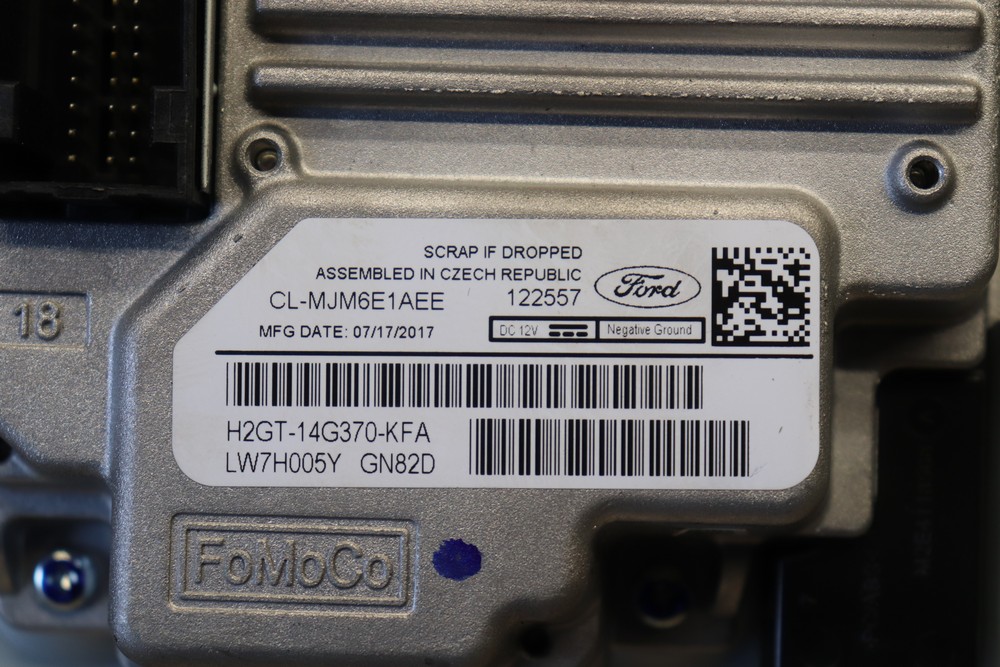 SCRAP IF DROPPED
ASSEMBLED IN CZECH REPUBLIC
CL-MJM6E1AEE 122557
Ford
MFG DATE: 07/17/2017
DC 12V Negative Ground
18
H2GT-14G370-KFA
LW7H005Y GN82D
FoMoCo